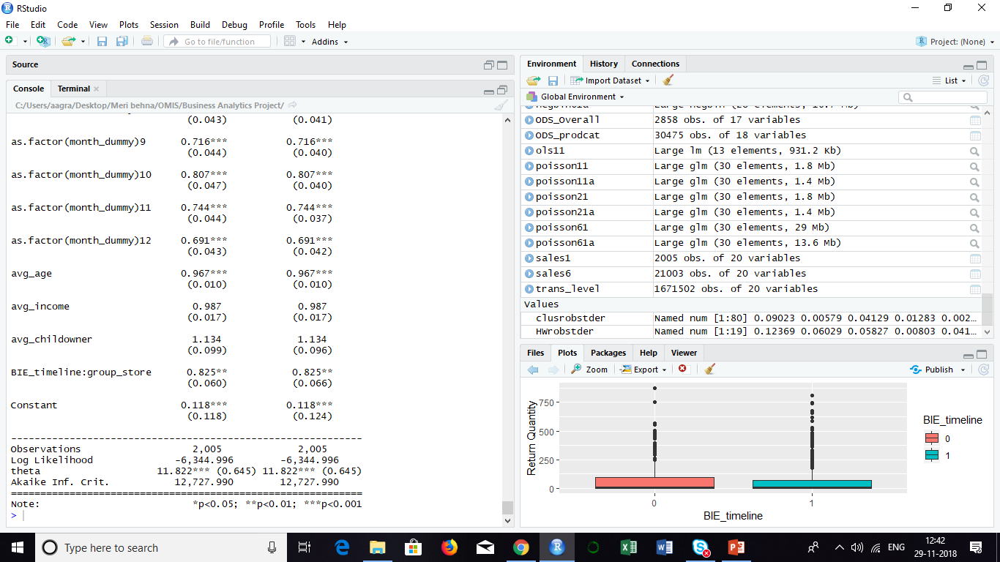 RStudio
File Edit Code View Plots Session Build Debug Profile Tools Help
Go to file/function Addins Project: (None)
Source
Console Terminal
C:/Users/aagra/Desktop/Meri behna/OMIS/Business Analytics Project/
(0.043) (0.041)
as.factor(month_dummy)9 0.716*** 0.716***
(0.044) (0.040)
as.factor(month_dummy)10 0.807*** 0.807***
(0.047) (0.040)
as.factor(month_dummy)11 0.744*** 0.744***
(0.044) (0.037)
as.factor(month_dummy)12 0.691*** 0.691***
(0.043) (0.042)
avg_age 0.967*** 0.967***
(0.010) (0.010)
avg_income 0.987 0.987
(0.017) (0.017)
avg_childowner 1.134 1.134
(0.099) (0.096)
BIE_timeline:group_store 0.825** 0.825**
(0.060) (0.066)
Constant 0.118*** 0.118***
(0.118) (0.124)
------------------------------------------------------------
Observations 2,005 2,005
Log Likelihood -6,344.996 -6,344.996
theta 11.822*** (0.645) 11.822*** (0.645)
Akaike Inf. Crit. 12,727.990 12,727.990
============================================================
Note: *p<0.05; **p<0.01; ***p<0.001
>
Environment History Connections
Import Dataset List
Global Environment
ODS_Overall 2858 obs. of 17 variables
ODS_prodcat 30475 obs. of 18 variables
ols11 Large lm (13 elements, 931.2 Kb)
poisson11 Large glm (30 elements, 1.8 Mb)
poisson11a Large glm (30 elements, 1.4 Mb)
poisson21 Large glm (30 elements, 1.8 Mb)
poisson21a Large glm (30 elements, 1.4 Mb)
poisson61 Large glm (30 elements, 29 Mb)
poisson61a Large glm (30 elements, 13.6 Mb)
sales1 2005 obs. of 20 variables
sales6 21003 obs. of 20 variables
trans_level 1671502 obs. of 20 variables
Values
clusrobstder Named num [1:80] 0.09023 0.00579 0.04129 0.01283 0.002…
HWrobstder Named num [1:19] 0.12369 0.06029 0.05827 0.00803 0.041…
Files Plots Packages Help Viewer
Zoom Export Publish
Return Quantity
750
500
250
0
0 1
BIE_timeline
BIE_timeline
0
1
Type here to search
ENG
12:42
29-11-2018